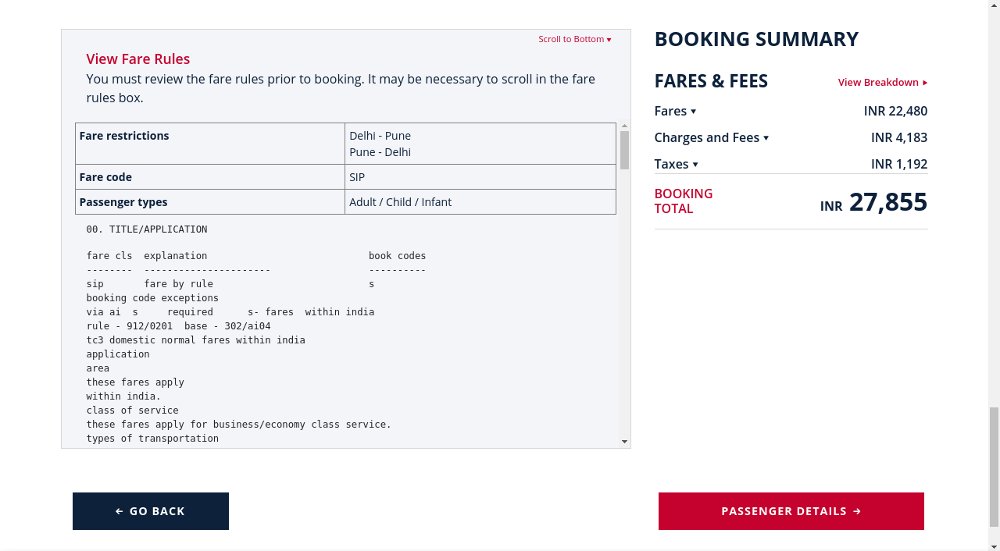 Scroll to Bottom ▾
View Fare Rules
You must review the fare rules prior to booking. It may be necessary to scroll in the fare
rules box.
Fare restrictions
Delhi - Pune
Pune - Delhi
Fare code
SIP
Passenger types
Adult / Child / Infant
00. TITLE/APPLICATION
fare cls  explanation                            book codes
--------  ----------------------                 ----------
sip       fare by rule                           s
booking code exceptions
via ai  s     required      s- fares  within india
rule - 912/0201  base - 302/ai04
tc3 domestic normal fares within india
application
area
these fares apply
within india.
class of service
these fares apply for business/economy class service.
types of transportation
← GO BACK
BOOKING SUMMARY
FARES & FEES
View Breakdown ▸
Fares ▾ INR 22,480
Charges and Fees ▾ INR 4,183
Taxes ▾ INR 1,192
BOOKING
TOTAL
INR 27,855
PASSENGER DETAILS →